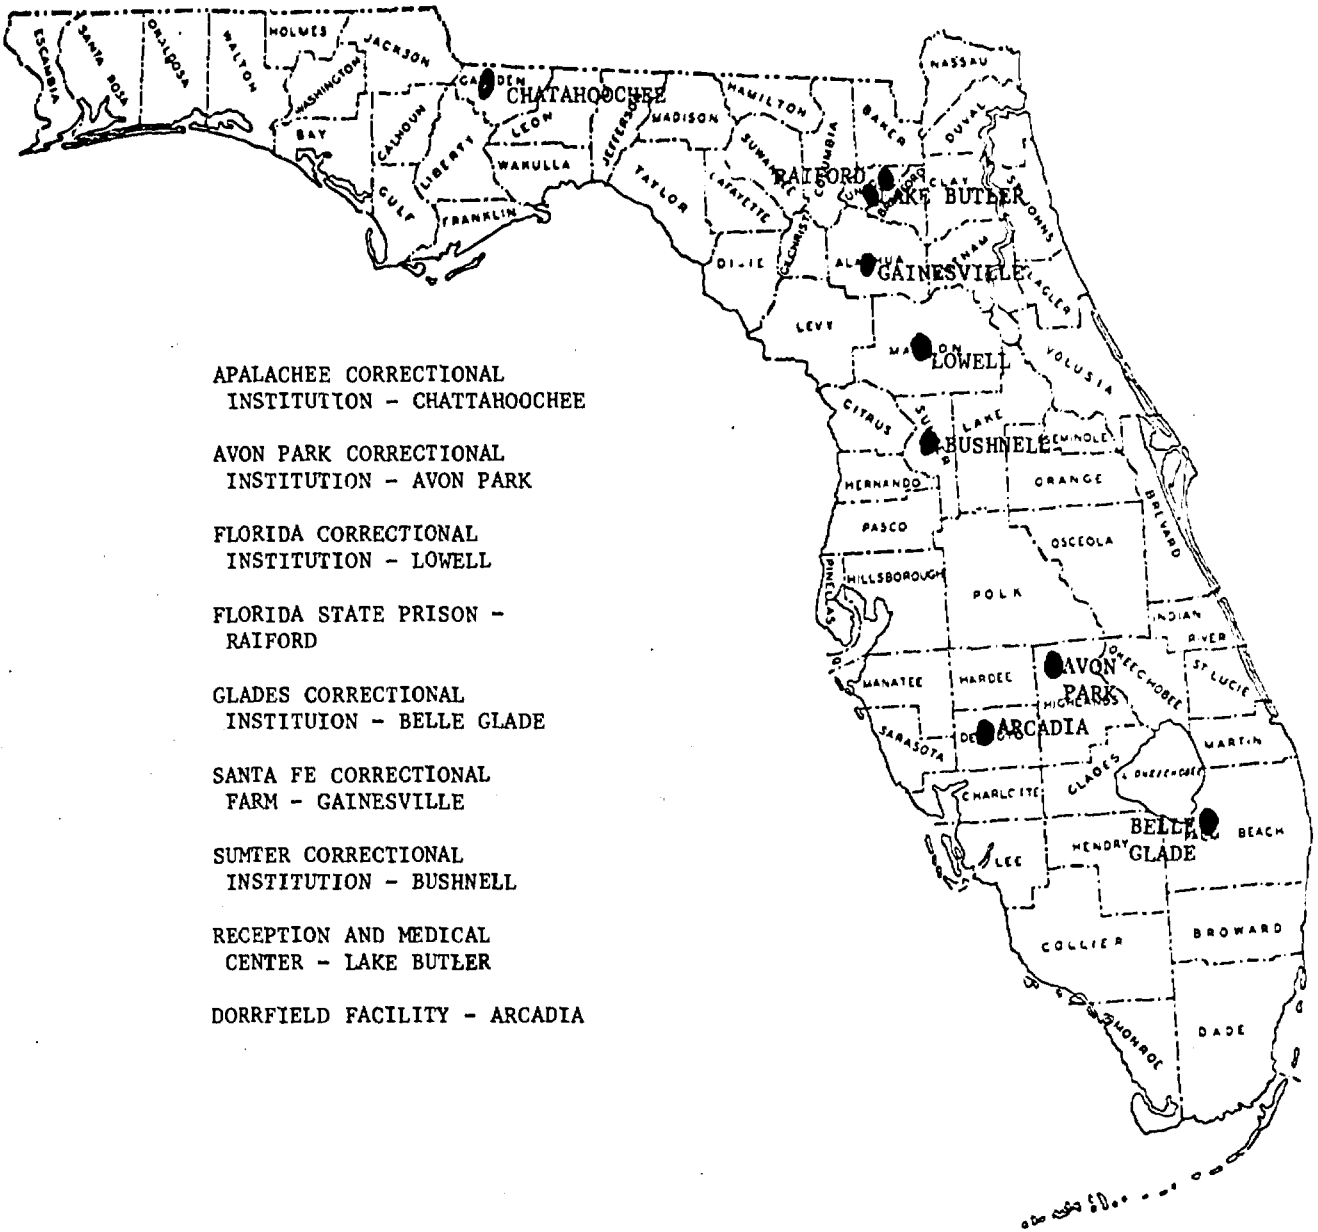 ESCAMBIA
SANTA ROSA
OKALOOSA
WALTON
HOLMES
WASHINGTON
JACKSON
BAY
CALHOUN
GULF
LIBERTY
FRANKLIN
CHATAHOOCHEE
LEON
WAKULLA
JEFFERSON
MADISON
TAYLOR
HAMILTON
SUWANNEE
LAFAYETTE
DIXIE
COLUMBIA
GILCHRIST
BAKER
NASSAU
DUVAL
CLAY
ST JOHNS
RAIFORD
LAKE BUTLER
BRADFORD
GAINESVILLE
LEVY
LOWELL
VOLUSIA
CITRUS
LAKE
BUSHNELL
SEMINOLE
HERNANDO
ORANGE
BREVARD
PASCO
OSCEOLA
PINELLAS
HILLSBOROUGH
POLK
INDIAN
RIVER
MANATEE
HARDEE
AVON
PARK
HIGHLANDS
OKEECHOBEE
ST LUCIE
SARASOTA
ARCADIA
MARTIN
CHARLOTTE
GLADES
L OKEECHOBEE
LEE
HENDRY
BELLE
GLADE
PALM BEACH
COLLIER
BROWARD
MONROE
DADE
APALACHEE CORRECTIONAL
INSTITUTION - CHATTAHOOCHEE
AVON PARK CORRECTIONAL
INSTITUTION - AVON PARK
FLORIDA CORRECTIONAL
INSTITUTION - LOWELL
FLORIDA STATE PRISON -
RAIFORD
GLADES CORRECTIONAL
INSTITUION - BELLE GLADE
SANTA FE CORRECTIONAL
FARM - GAINESVILLE
SUMTER CORRECTIONAL
INSTITUTION - BUSHNELL
RECEPTION AND MEDICAL
CENTER - LAKE BUTLER
DORRFIELD FACILITY - ARCADIA